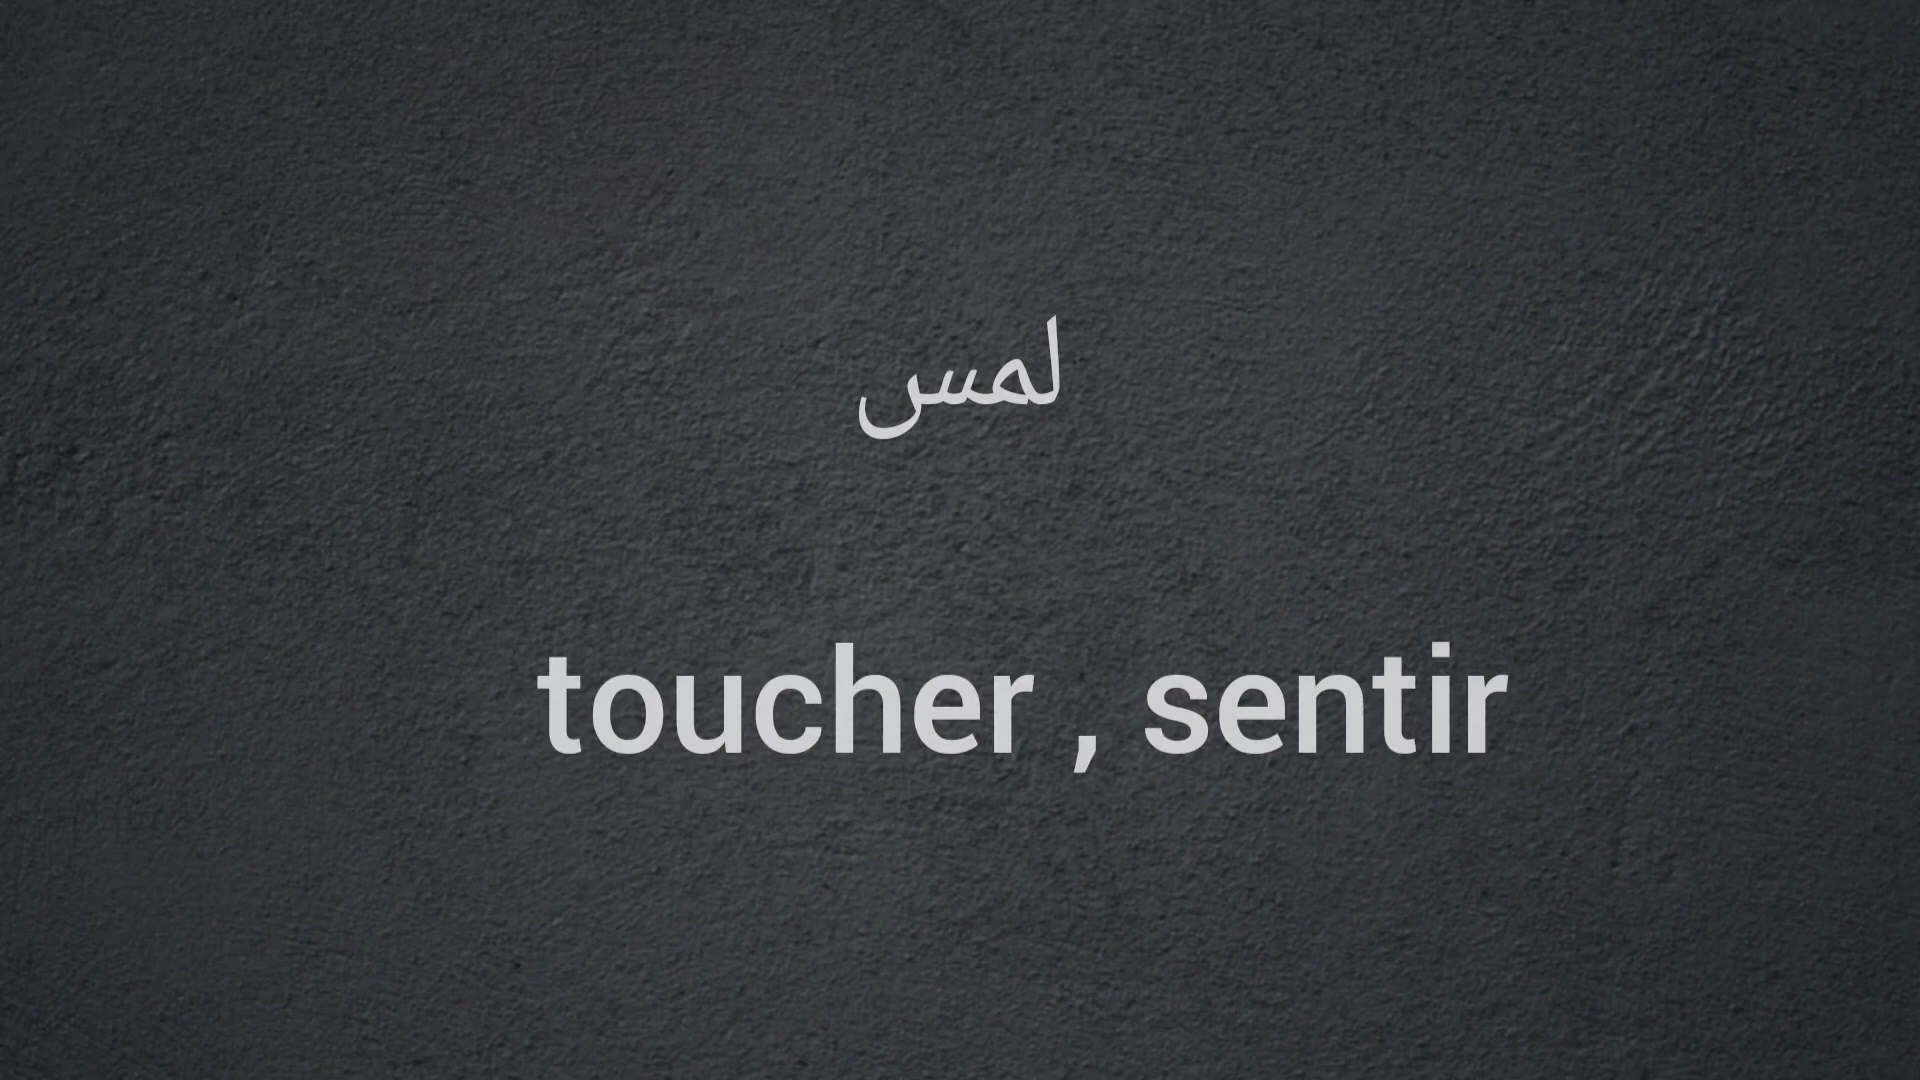 لمس
toucher , sentir